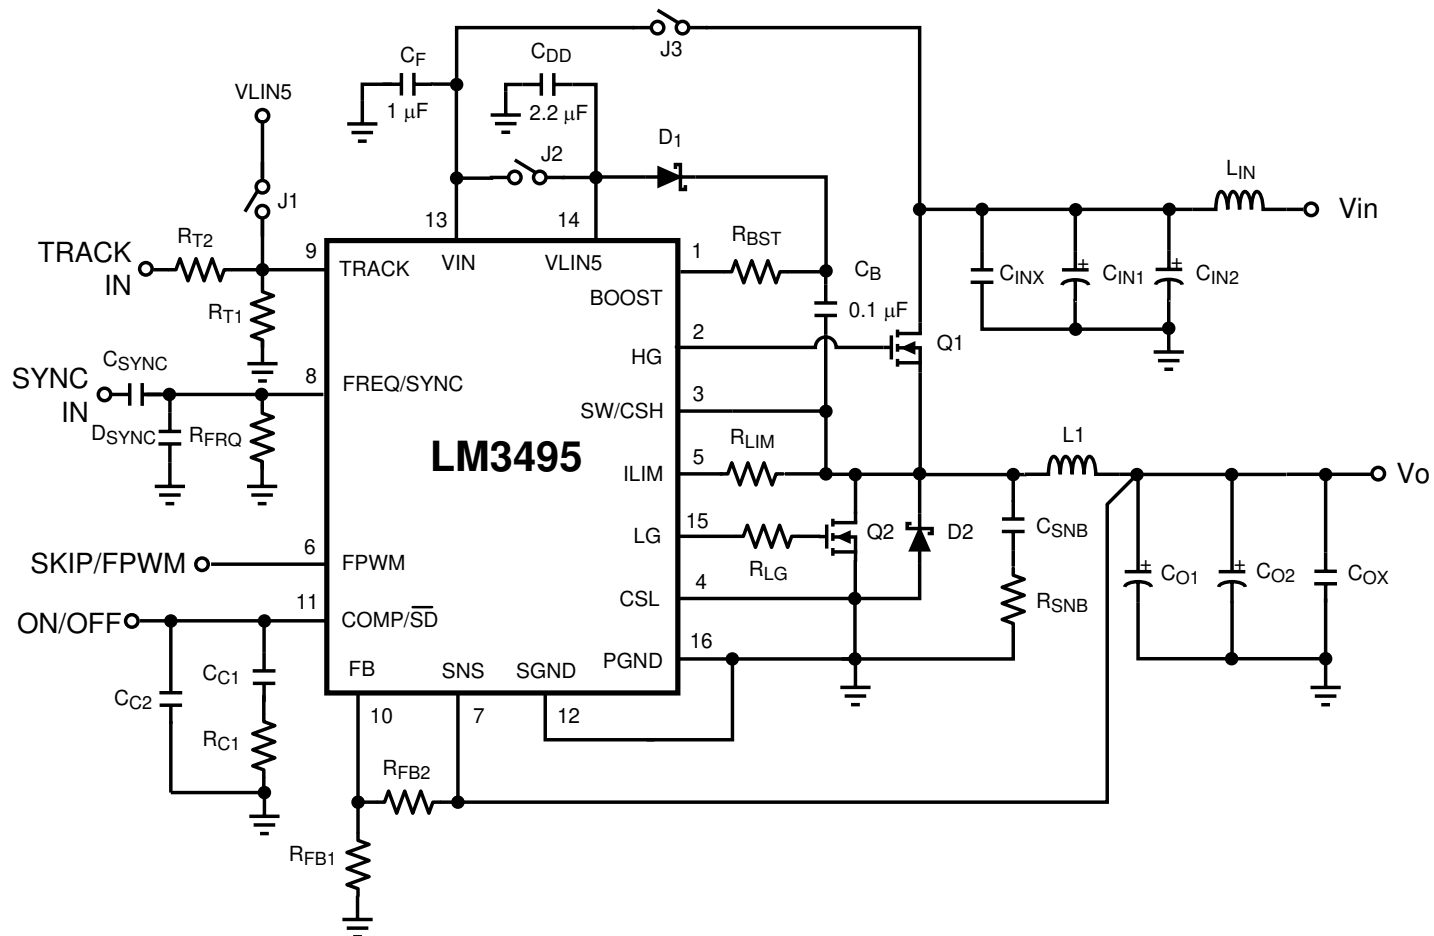 J3
CF
1 μF
CDD
2.2 μF
VLIN5
D1
J2
J1
LIN
Vin
13
14
RT2
TRACK
IN
9
TRACK
VIN
VLIN5
1
RBST
BOOST
CB
0.1 μF
CINX
+
CIN1
+
CIN2
RT1
2
HG
Q1
CSYNC
SYNC
IN
8
FREQ/SYNC
3
SW/CSH
DSYNC
RFRQ
LM3495
5
ILIM
RLIM
L1
Vo
15
LG
RLG
Q2
D2
CSNB
SKIP/FPWM
6
FPWM
4
CSL
RSNB
+
CO1
+
CO2
COX
ON/OFF
11
COMP/SD
16
PGND
FB
SNS
SGND
CC1
CC2
10
7
12
RC1
RFB2
RFB1